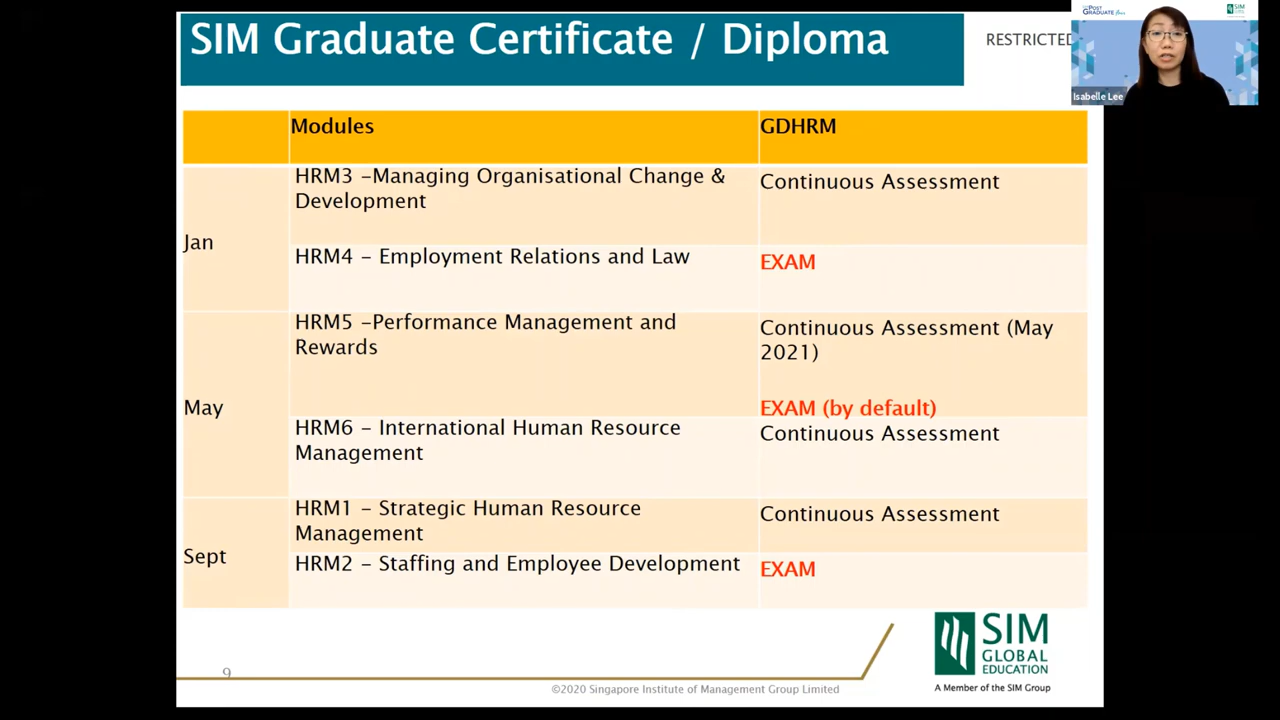 SIM Graduate Certificate / Diploma
RESTRICTED
POST
GRADUATE
SIM
Isabelle Lee
Modules
GDHRM
Jan
HRM3 -Managing Organisational Change &
Development
Continuous Assessment
HRM4 - Employment Relations and Law
EXAM
May
HRM5 -Performance Management and
Rewards
Continuous Assessment (May
2021)
EXAM (by default)
HRM6 - International Human Resource
Management
Continuous Assessment
Sept
HRM1 - Strategic Human Resource
Management
Continuous Assessment
HRM2 - Staffing and Employee Development
EXAM
SIM
GLOBAL
EDUCATION
A Member of the SIM Group
9
©2020 Singapore Institute of Management Group Limited